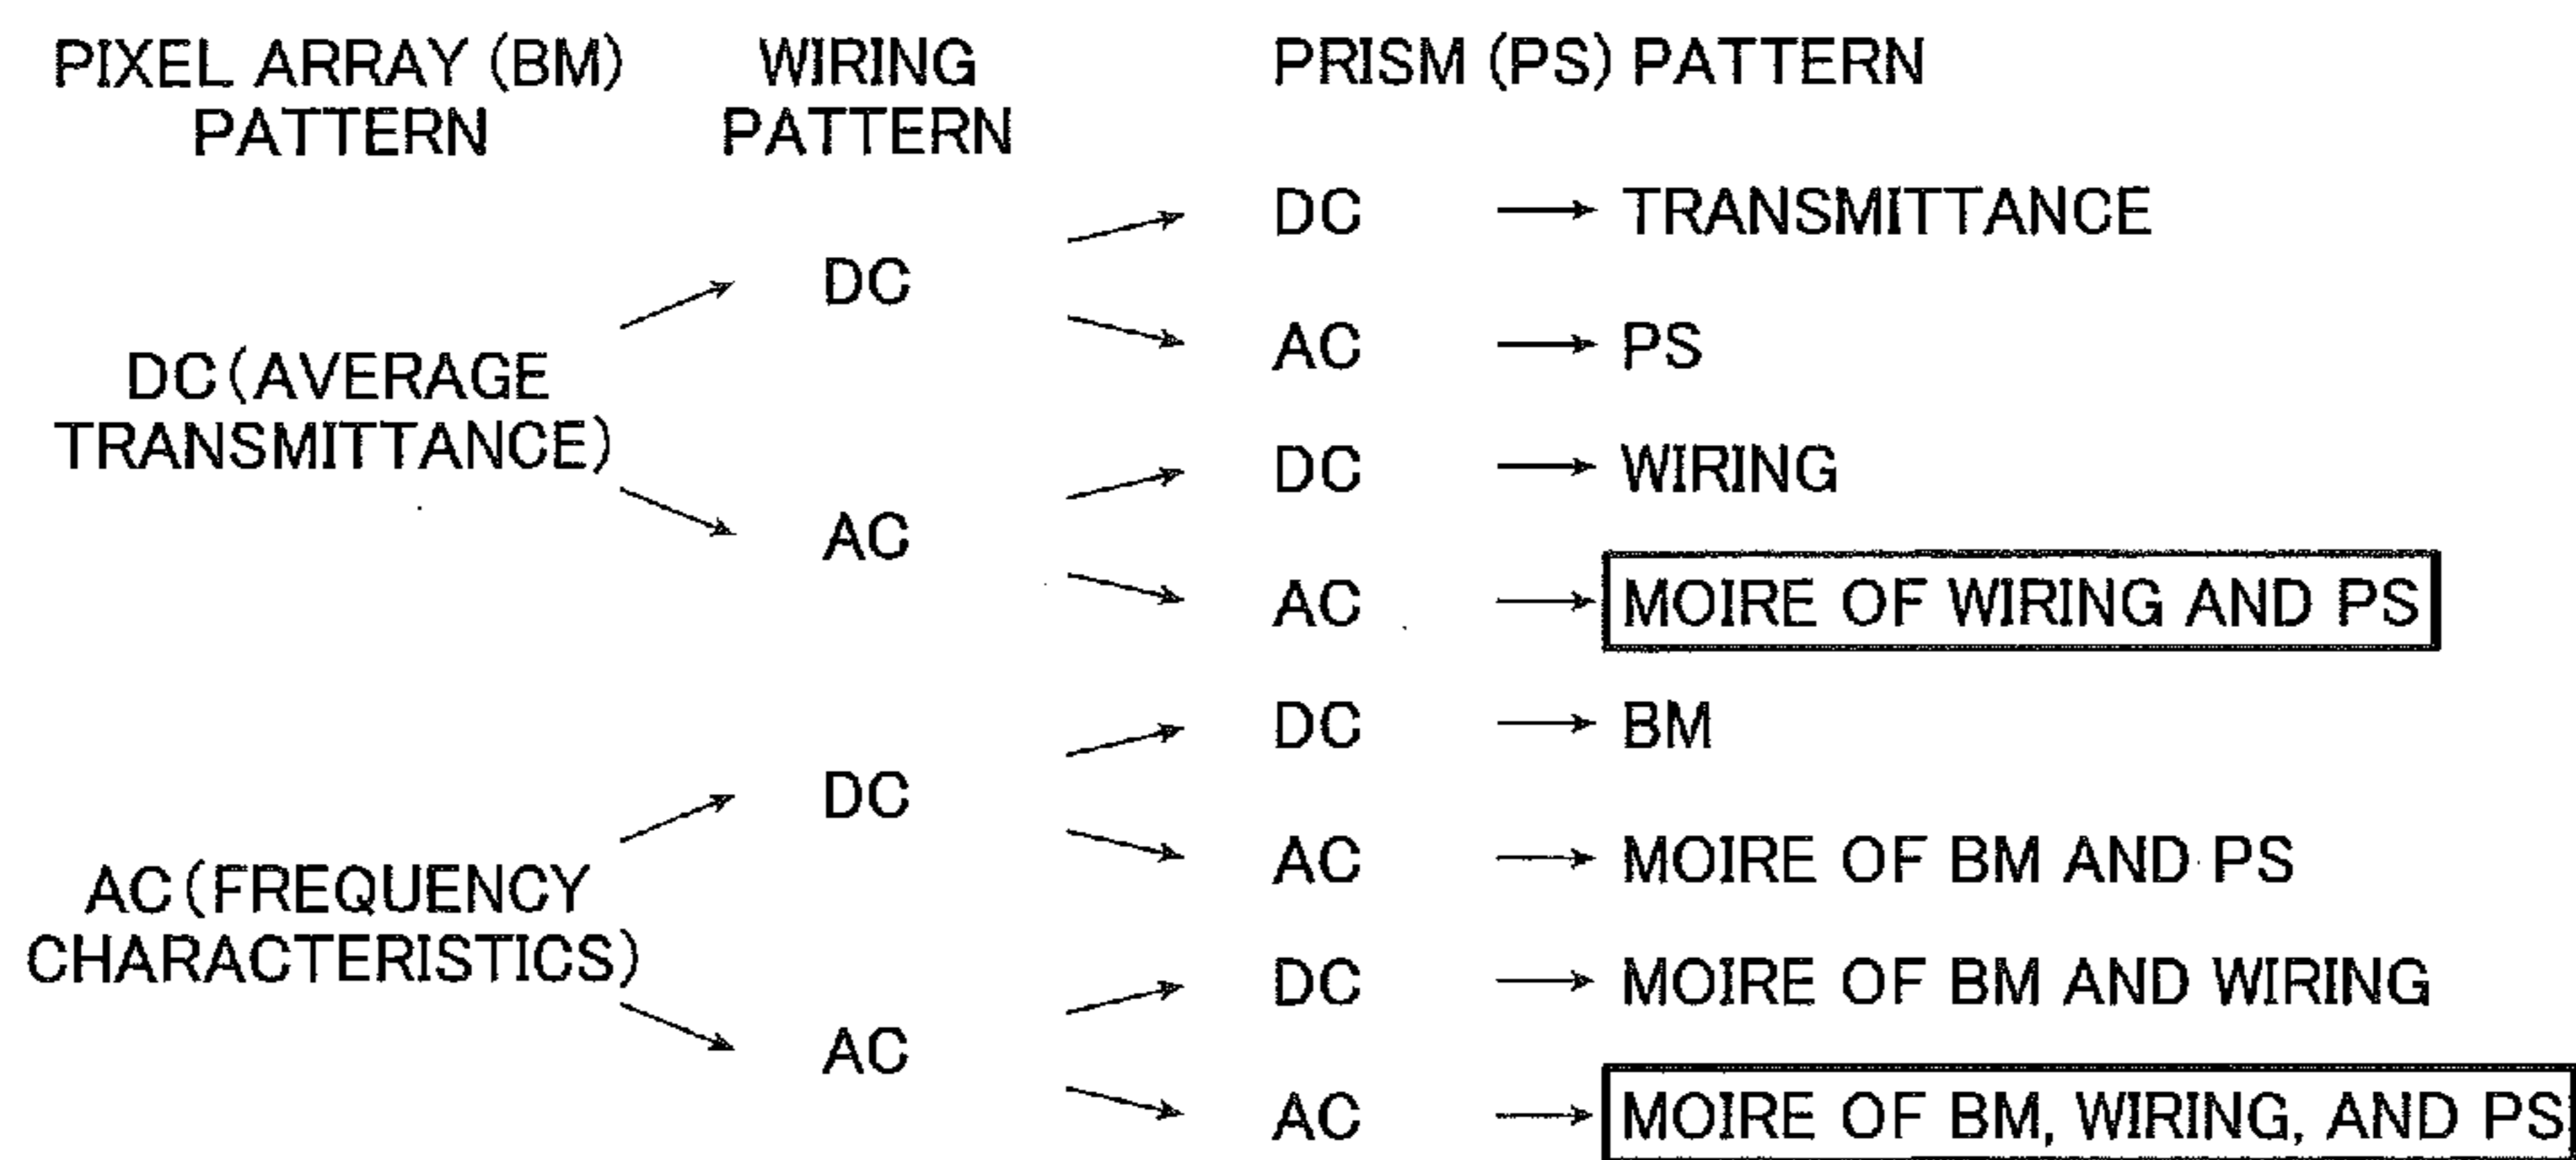 PIXEL ARRAY (BM) PATTERN
WIRING PATTERN
PRISM (PS) PATTERN
DC → TRANSMITTANCE
DC
AC → PS
DC (AVERAGE TRANSMITTANCE)
DC → WIRING
AC
AC → MOIRE OF WIRING AND PS
DC → BM
DC
AC → MOIRE OF BM AND PS
AC (FREQUENCY CHARACTERISTICS)
DC → MOIRE OF BM AND WIRING
AC
AC → MOIRE OF BM, WIRING, AND PS